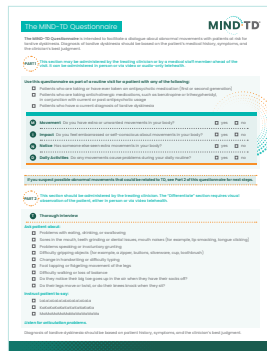 The MIND-TD Questionnaire
MIND TD
The MIND-TD Questionnaire is intended to facilitate a dialogue about abnormal movements with patients at risk for
tardive dyskinesia. Diagnosis of tardive dyskinesia should be based on the patient's medical history, symptoms, and
the clinician's best judgment.
PART 1
This section may be administered by the treating clinician or by a medical staff member ahead of the
visit. It can be administered in person or via video or audio-only telehealth.
Use this questionnaire as part of a routine visit for a patient with any of the following:
Patients who are taking or have ever taken an antipsychotic medication (first or second generation)
Patients who are taking oral anticholinergic medications, such as benztropine or trihexyphenidyl,
in conjunction with current or past antipsychotic usage
Patients who have a current diagnosis of tardive dyskinesia
M Movement Do you have extra or unwanted movements in your body? yes no
I Impact Do you feel embarrassed or self-conscious about movements in your body? yes no
N Notice Has someone else seen extra movements in your body? yes no
D Daily Activities Do any movements cause problems during your daily routine? yes no
If you suspect possible abnormal movements that could be related to TD, see Part 2 of this questionnaire for next steps.
PART 2
This section should be administered by the treating clinician. The "Differentiate" section requires visual
observation of the patient, either in person or via video telehealth.
T Thorough Interview
Ask patient about:
Problems with eating, drinking, or swallowing
Sores in the mouth, teeth grinding or dental issues, mouth noises (for example; lip smacking, tongue clicking)
Problems speaking or involuntary grunting
Difficulty gripping objects (for example; a zipper, buttons, silverware, cup, toothbrush)
Change in handwriting or difficulty typing
Foot tapping or fidgeting movement of the legs
Difficulty walking or loss of balance
Do they notice their big toe goes up in the air when they have their socks off?
Do their legs move or twist, or do their knees knock when they sit?
Instruct patient to say:
Listen for articulation problems.
Diagnosis of tardive dyskinesia should be based on patient history, symptoms, and the clinician's best judgment.